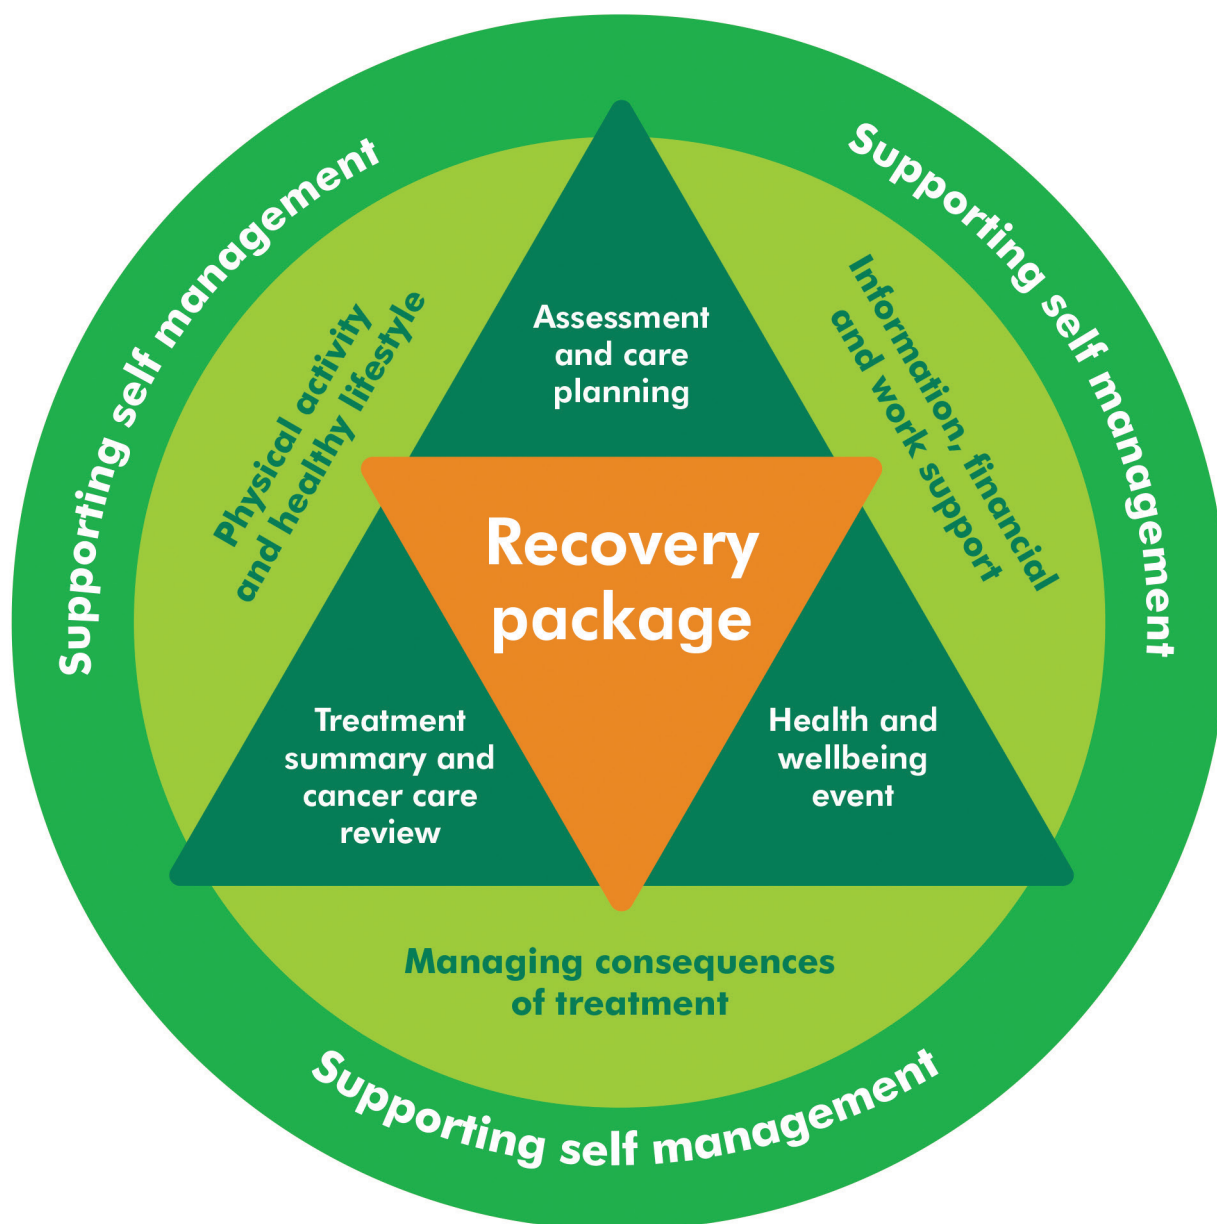 Supporting self management
Supporting self management
Physical activity
and healthy lifestyle
Information, financial
and work support
Assessment
and care
planning
Recovery
package
Treatment
summary and
cancer care
review
Health and
wellbeing
event
Managing consequences
of treatment
Supporting self management